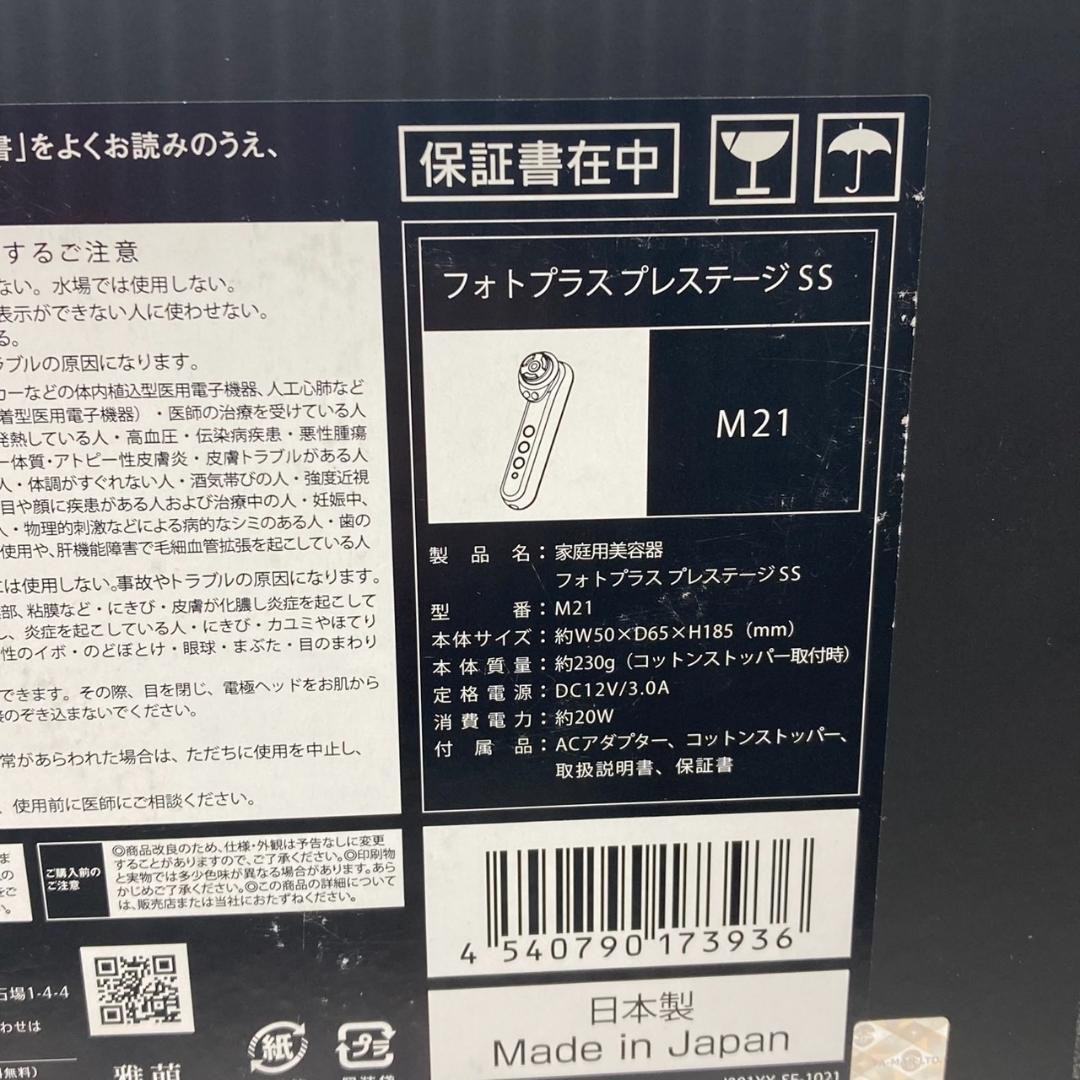 書」をよくお読みのうえ、
保証書在中
するご注意
ない。水場では使用しない。
表示ができない人に使わせない。
る。
ラブルの原因になります。
カーなどの体内植込型医用電子機器、人工心肺など
着型医用電子機器）・医師の治療を受けている人
発熱している人・高血圧・伝染病疾患・悪性腫瘍
ー体質・アトピー性皮膚炎・皮膚トラブルがある人
人・体調がすぐれない人・酒気帯びの人・強度近視
目や顔に疾患がある人および治療中の人・妊娠中、
人・物理的刺激などによる病的なシミのある人・歯の
使用や、肝機能障害で毛細血管拡張を起こしている人
には使用しない。事故やトラブルの原因になります。
部、粘膜など・にきび・皮膚が化膿し炎症を起こして
し、炎症を起こしている人・にきび・カユミやほてり
性のイボ・のどぼとけ・眼球・まぶた・目のまわり
できます。その際、目を閉じ、電極ヘッドをお肌から
接のぞき込まないでください。
常があらわれた場合は、ただちに使用を中止し、
、使用前に医師にご相談ください。
フォトプラス プレステージ SS
M21
製品名：家庭用美容器
フォトプラス プレステージ SS
型番：M21
本体サイズ：約W50×D65×H185（mm）
本体質量：約230g（コットンストッパー取付時）
定格電源：DC12V/3.0A
消費電力：約20W
付属品：ACアダプター、コットンストッパー、
取扱説明書、保証書
ご購入前の
ご注意
◎商品改良のため、仕様・外観は予告なしに変更
することがありますので、ご了承ください。◎印刷物
と実物では多少色味が異なる場合があります。あら
かじめご了承ください。◎この商品の詳細について
は、販売店または当社におたずねください。
4 540790 173936
石場1-4-4
わせは
料無料）
雅萌
紙
プラ
個装袋
日本製
Made in Japan
YA-MAN LTD.